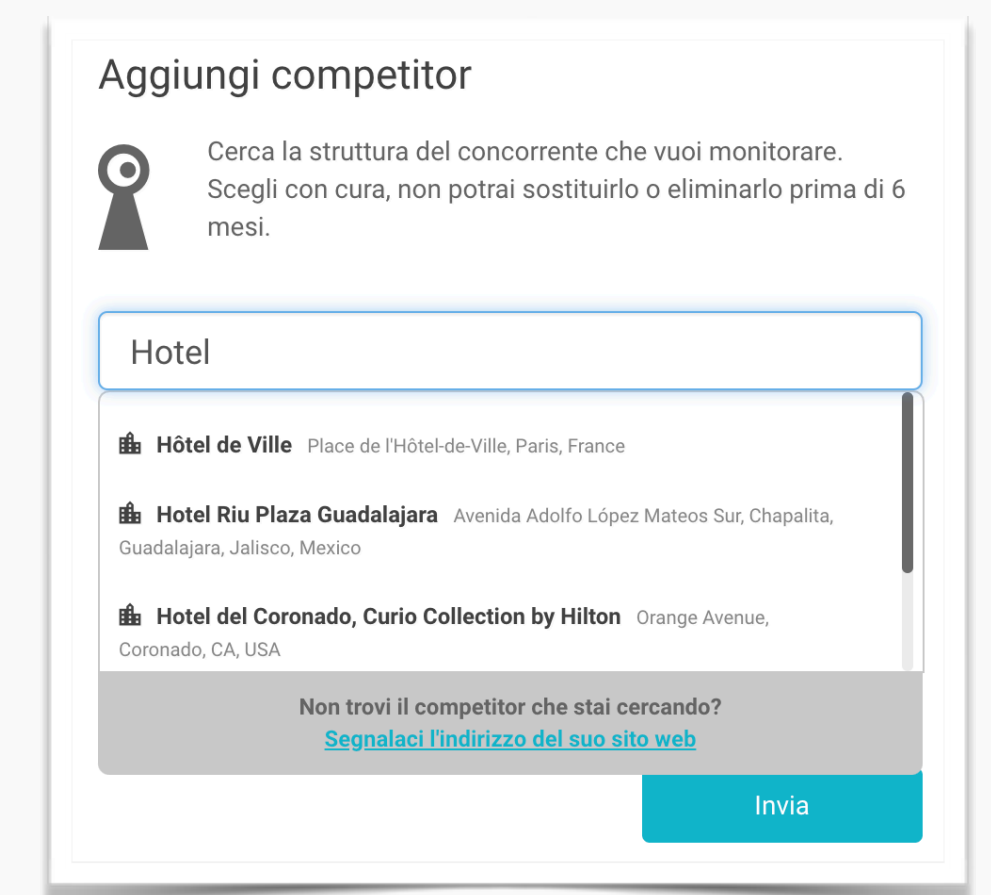 Aggiungi competitor
Cerca la struttura del concorrente che vuoi monitorare.
Scegli con cura, non potrai sostituirlo o eliminarlo prima di 6
mesi.
Hotel
Hôtel de Ville Place de l'Hôtel-de-Ville, Paris, France
Hotel Riu Plaza Guadalajara Avenida Adolfo López Mateos Sur, Chapalita,
Guadalajara, Jalisco, Mexico
Hotel del Coronado, Curio Collection by Hilton Orange Avenue,
Coronado, CA, USA
Non trovi il competitor che stai cercando?
Segnalaci l'indirizzo del suo sito web
Invia